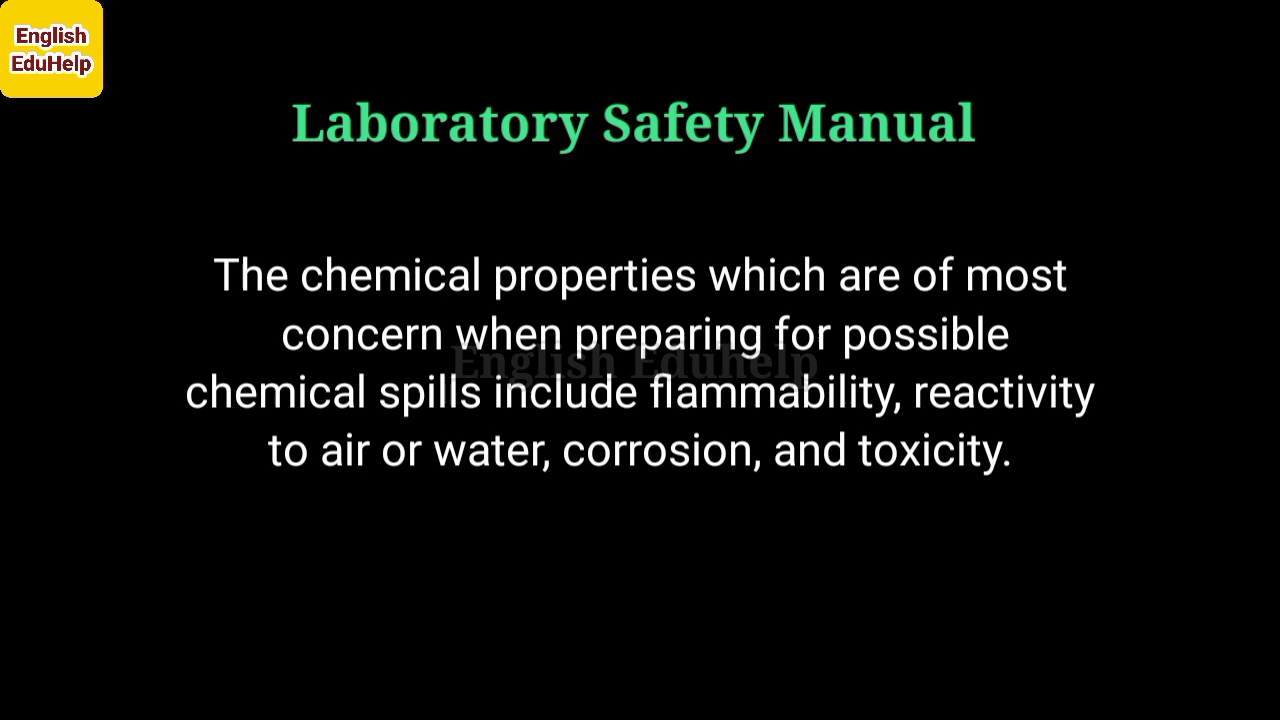 English
EduHelp
Laboratory Safety Manual
The chemical properties which are of most
concern when preparing for possible
English Eduhelp
chemical spills include flammability, reactivity
to air or water, corrosion, and toxicity.